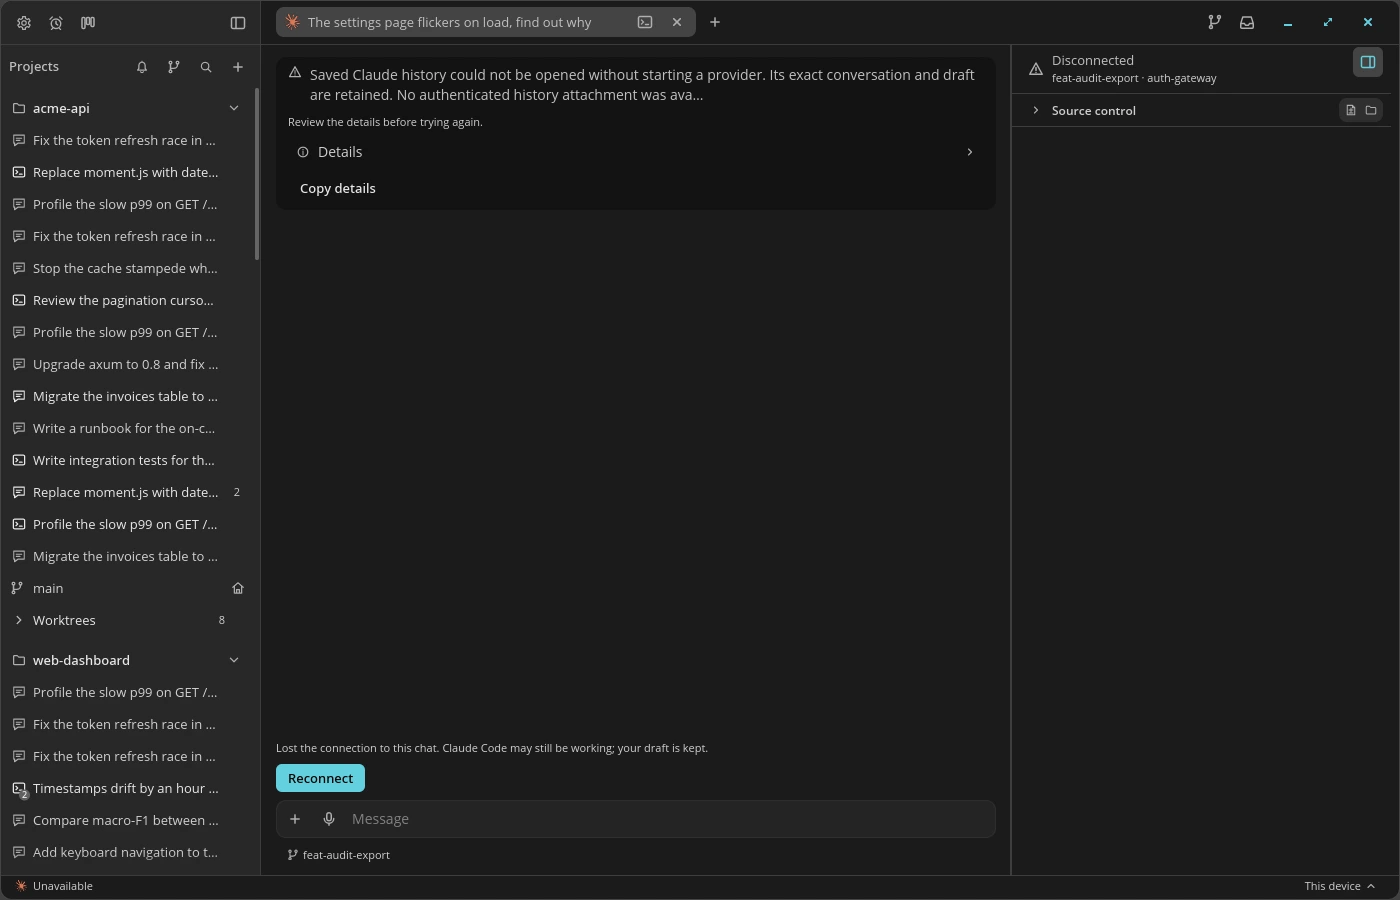 The settings page flickers on load, find out why
Projects
acme-api
Fix the token refresh race in ...
Replace moment.js with date...
Profile the slow p99 on GET /...
Fix the token refresh race in ...
Stop the cache stampede wh...
Review the pagination curso...
Profile the slow p99 on GET /...
Upgrade axum to 0.8 and fix ...
Migrate the invoices table to ...
Write a runbook for the on-c...
Write integration tests for th...
Replace moment.js with date... 2
Profile the slow p99 on GET /...
Migrate the invoices table to ...
main
Worktrees 8
web-dashboard
Profile the slow p99 on GET /...
Fix the token refresh race in ...
Fix the token refresh race in ...
2 Timestamps drift by an hour ...
Compare macro-F1 between ...
Add keyboard navigation to t...
Saved Claude history could not be opened without starting a provider. Its exact conversation and draft
are retained. No authenticated history attachment was ava...
Review the details before trying again.
Details
Copy details
Lost the connection to this chat. Claude Code may still be working; your draft is kept.
Reconnect
Message
feat-audit-export
Disconnected
feat-audit-export · auth-gateway
Source control
Unavailable
This device